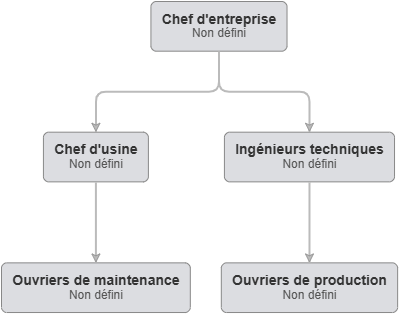 Chef d'entreprise
Non défini
Chef d'usine
Non défini
Ingénieurs techniques
Non défini
Ouvriers de maintenance
Non défini
Ouvriers de production
Non défini